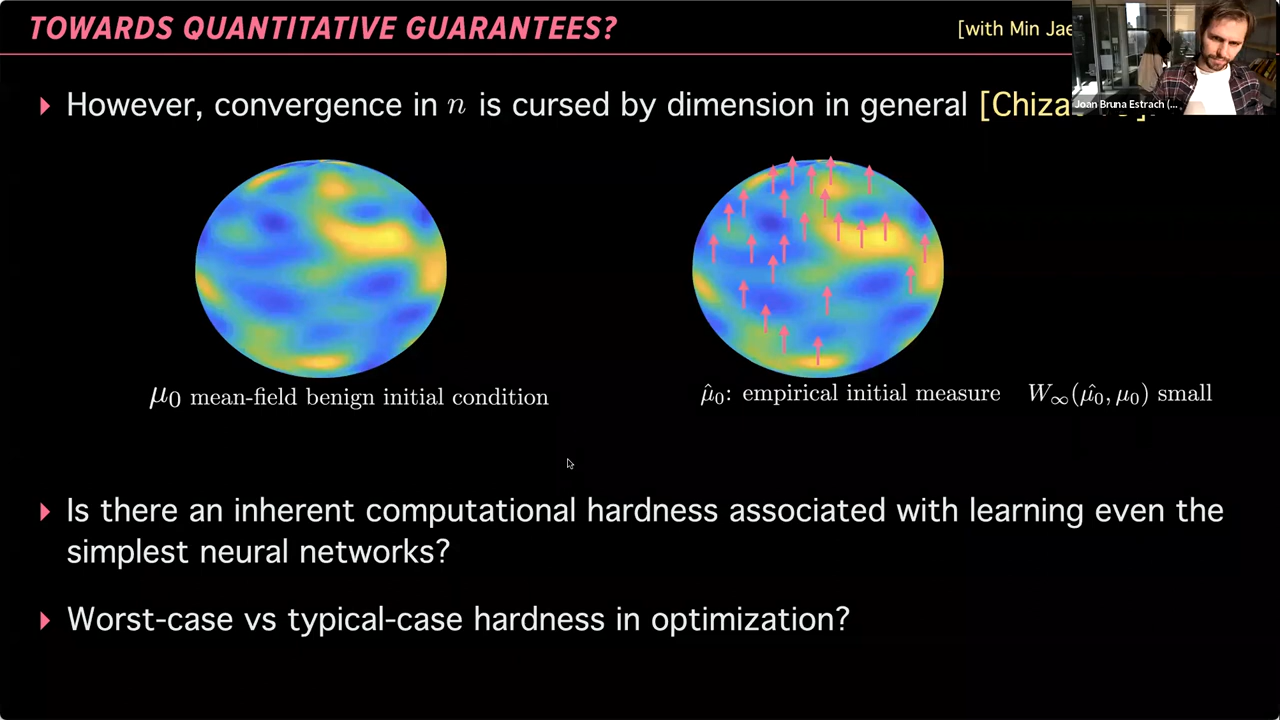 TOWARDS QUANTITATIVE GUARANTEES?
[with Min Jae
Joan Bruna Estrach (...
However, convergence in n is cursed by dimension in general [Chiza
μ0 mean-field benign initial condition
μ̂0: empirical initial measure W∞(μ̂0, μ0) small
Is there an inherent computational hardness associated with learning even the
simplest neural networks?
Worst-case vs typical-case hardness in optimization?